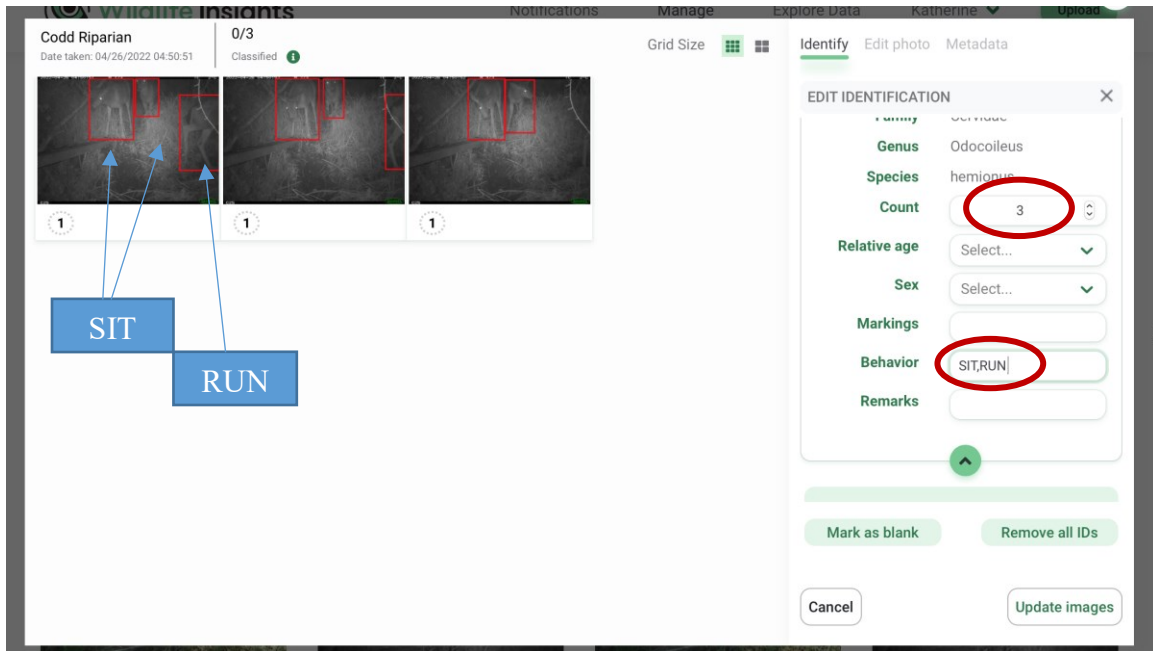 Wildlife Insights
Notifications Manage Explore Data Katherine Upload
Codd Riparian
Date taken: 04/26/2022 04:50:51
0/3
Classified i
Grid Size
Identify Edit photo Metadata
EDIT IDENTIFICATION
Family Cervidae
Genus Odocoileus
Species hemionus
Count 3
Relative age Select...
Sex Select...
Markings
Behavior SIT,RUN
Remarks
1 1 1
SIT
RUN
Mark as blank Remove all IDs
Cancel Update images